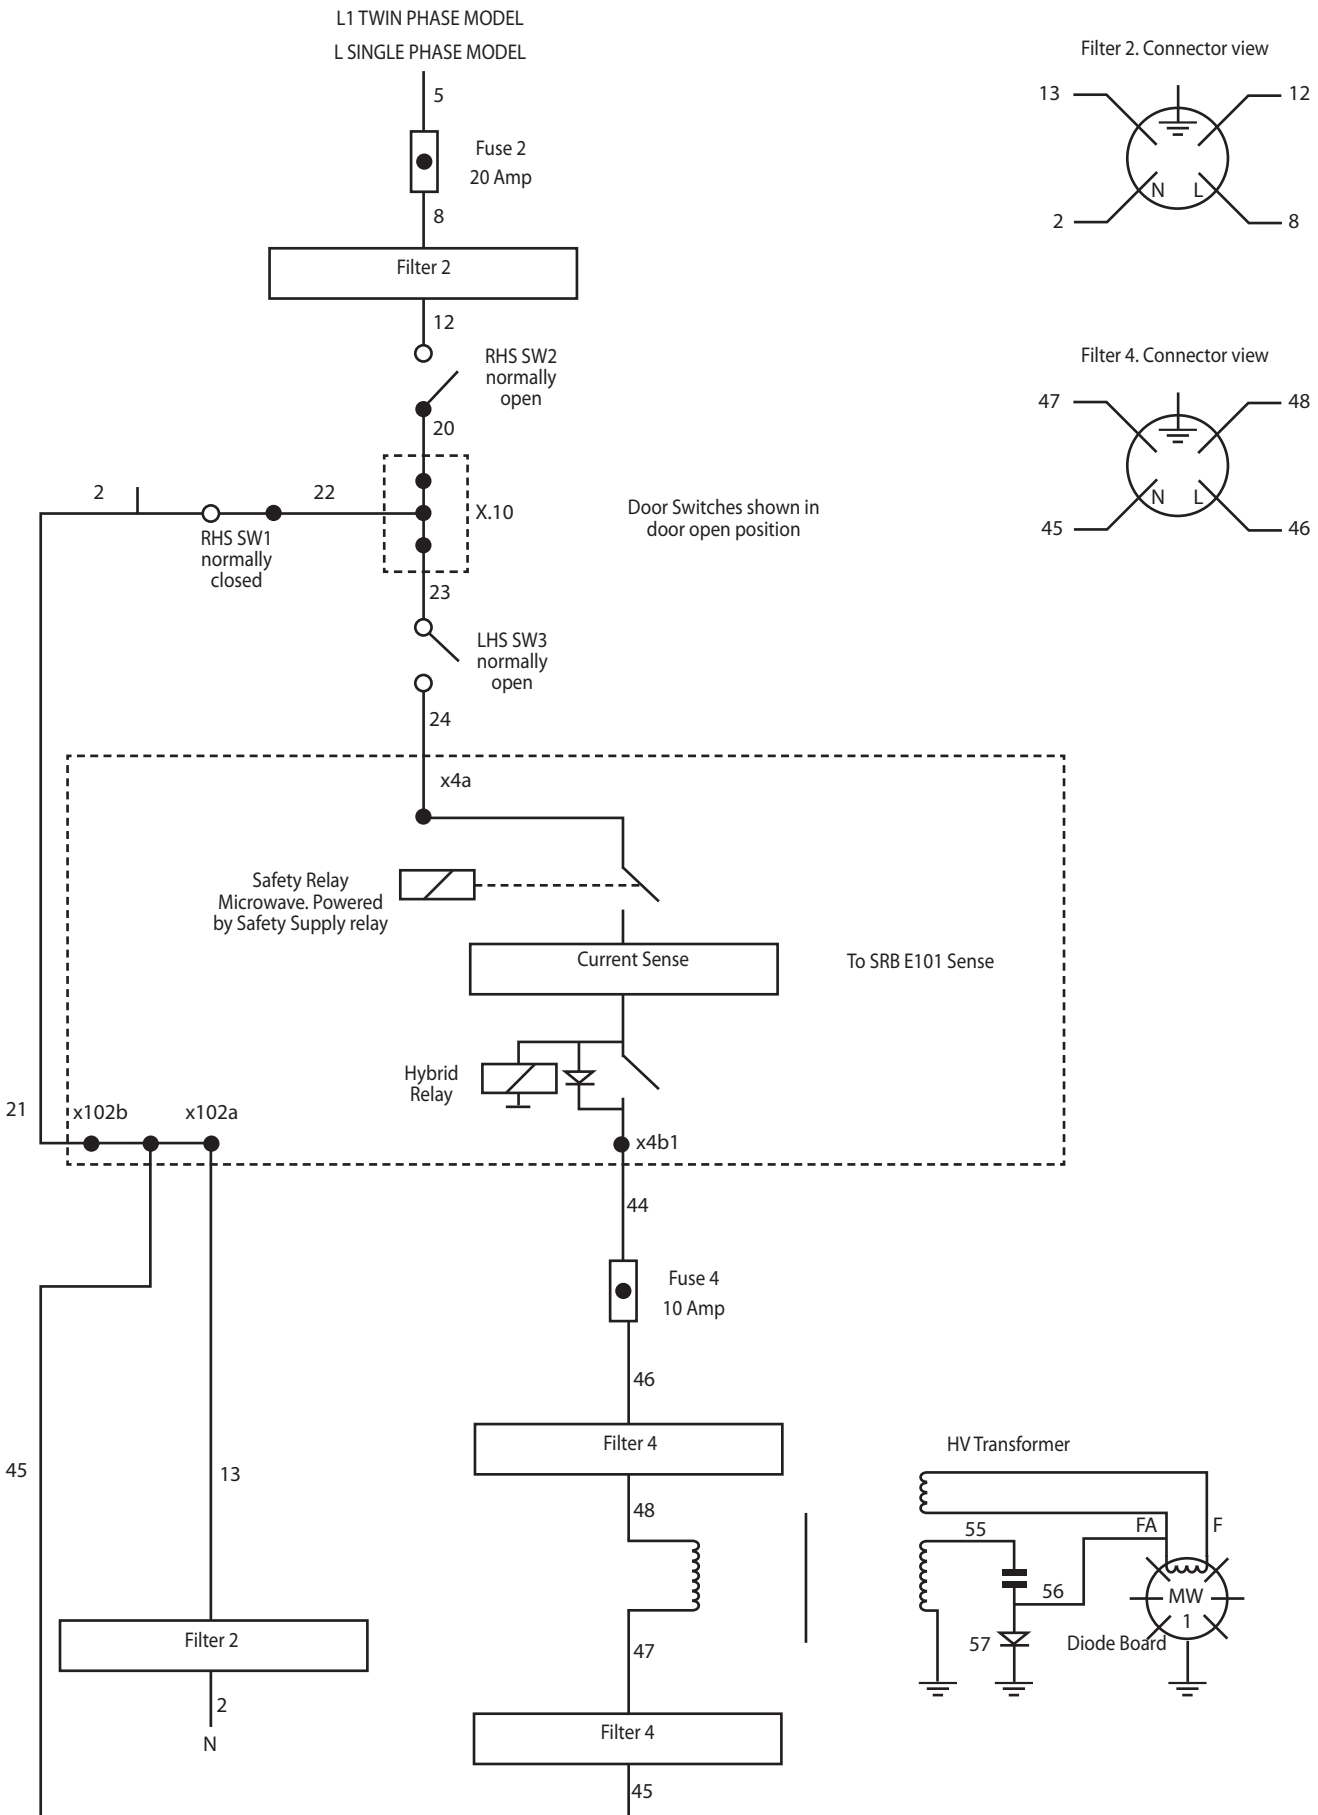 L1 TWIN PHASE MODEL
L SINGLE PHASE MODEL
Filter 2. Connector view
5
13
12
Fuse 2
20 Amp
N
L
8
2
8
Filter 2
12
RHS SW2
normally
open
Filter 4. Connector view
47
48
20
2
22
X.10
Door Switches shown in
door open position
N
L
45
46
RHS SW1
normally
closed
23
LHS SW3
normally
open
24
x4a
Safety Relay
Microwave. Powered
by Safety Supply relay
Current Sense
To SRB E101 Sense
Hybrid
Relay
21
x102b
x102a
x4b1
44
Fuse 4
10 Amp
46
Filter 4
HV Transformer
45
13
48
55
FA
F
56
MW
1
Filter 2
47
57
Diode Board
2
N
Filter 4
45